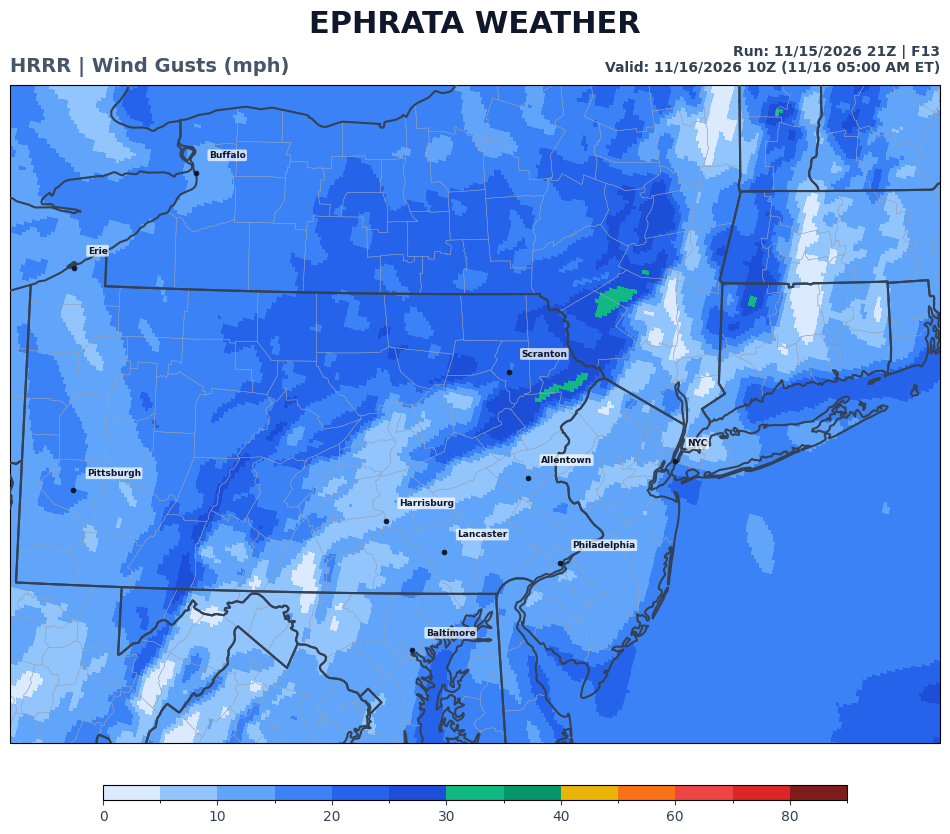 EPHRATA WEATHER
HRRR | Wind Gusts (mph)
Run: 11/15/2026 21Z | F13
Valid: 11/16/2026 10Z (11/16 05:00 AM ET)
Buffalo
Erie
Scranton
NYC
Pittsburgh
Allentown
Harrisburg
Lancaster
Philadelphia
Baltimore
0 10 20 30 40 60 80